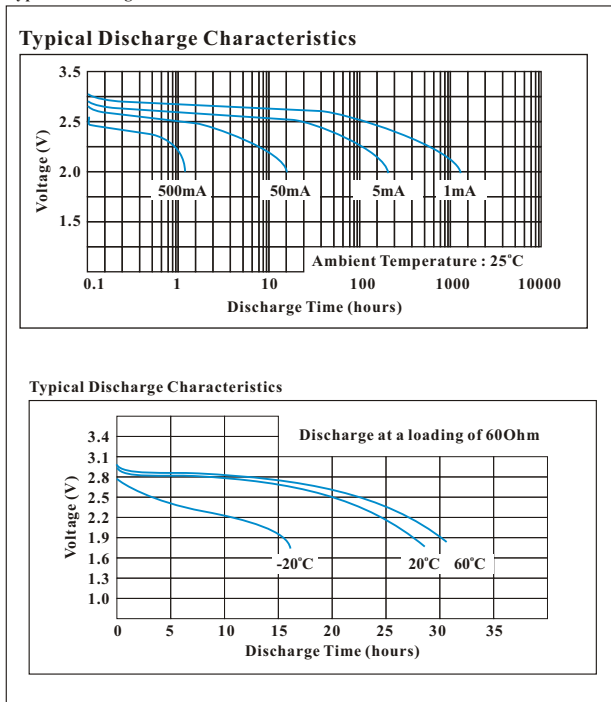 Typical Discharge Characteristics
3.5
2.5
2.0
1.5
Voltage (V)
500mA 50mA 5mA 1mA
Ambient Temperature : 25°C
0.1 1 10 100 1000 10000
Discharge Time (hours)
Typical Discharge Characteristics
Discharge at a loading of 60Ohm
3.4
3.1
2.8
2.5
2.2
1.9
1.6
1.3
1.0
Voltage (V)
-20°C 20°C 60°C
0 5 10 15 20 25 30 35
Discharge Time (hours)